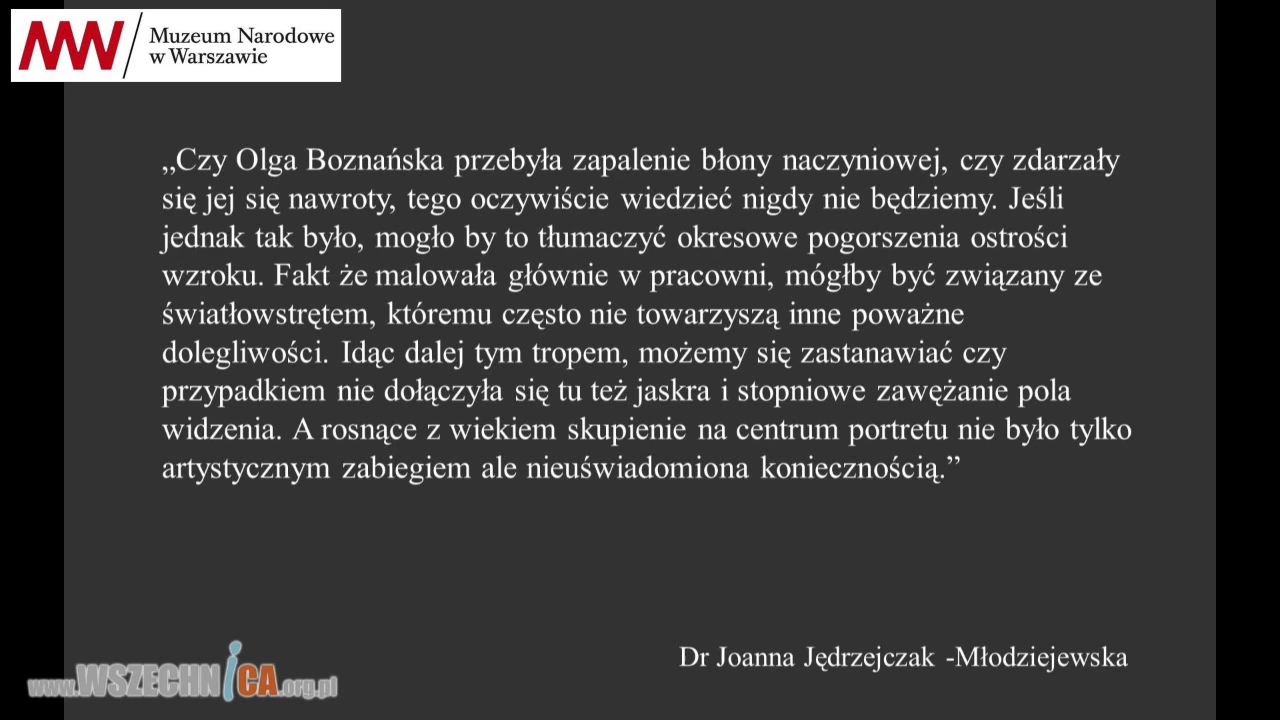 Muzeum Narodowe
w Warszawie
„Czy Olga Boznańska przebyła zapalenie błony naczyniowej, czy zdarzały
się jej się nawroty, tego oczywiście wiedzieć nigdy nie będziemy. Jeśli
jednak tak było, mogło by to tłumaczyć okresowe pogorszenia ostrości
wzroku. Fakt że malowała głównie w pracowni, mógłby być związany ze
światłowstrętem, któremu często nie towarzyszą inne poważne
dolegliwości. Idąc dalej tym tropem, możemy się zastanawiać czy
przypadkiem nie dołączyła się tu też jaskra i stopniowe zawężanie pola
widzenia. A rosnące z wiekiem skupienie na centrum portretu nie było tylko
artystycznym zabiegiem ale nieuświadomiona koniecznością.”
Dr Joanna Jędrzejczak -Młodziejewska
www.WSZECHNiCA.org.pl